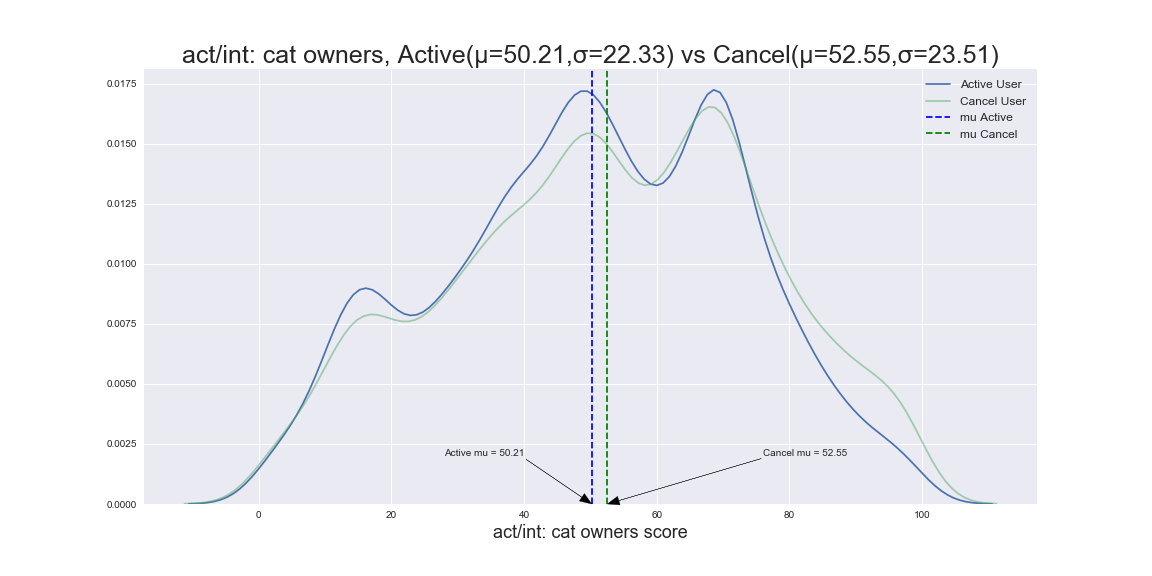 act/int: cat owners, Active(μ=50.21,σ=22.33) vs Cancel(μ=52.55,σ=23.51)
0.0175
0.0150
0.0125
0.0100
0.0075
0.0050
0.0025
0.0000
Active User
Cancel User
mu Active
mu Cancel
Active mu = 50.21
Cancel mu = 52.55
0 20 40 60 80 100
act/int: cat owners score